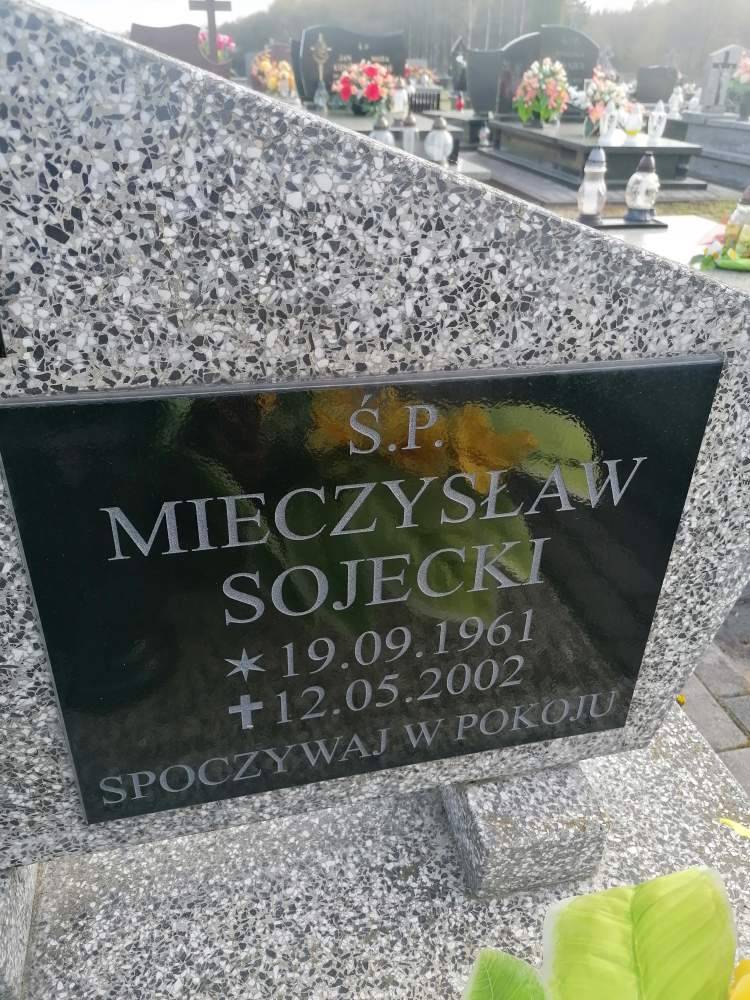 Ś.P.
MIECZYSŁAW
SOJECKI
✶ 19.09.1961
✝ 12.05.2002
SPOCZYWAJ W POKOJU